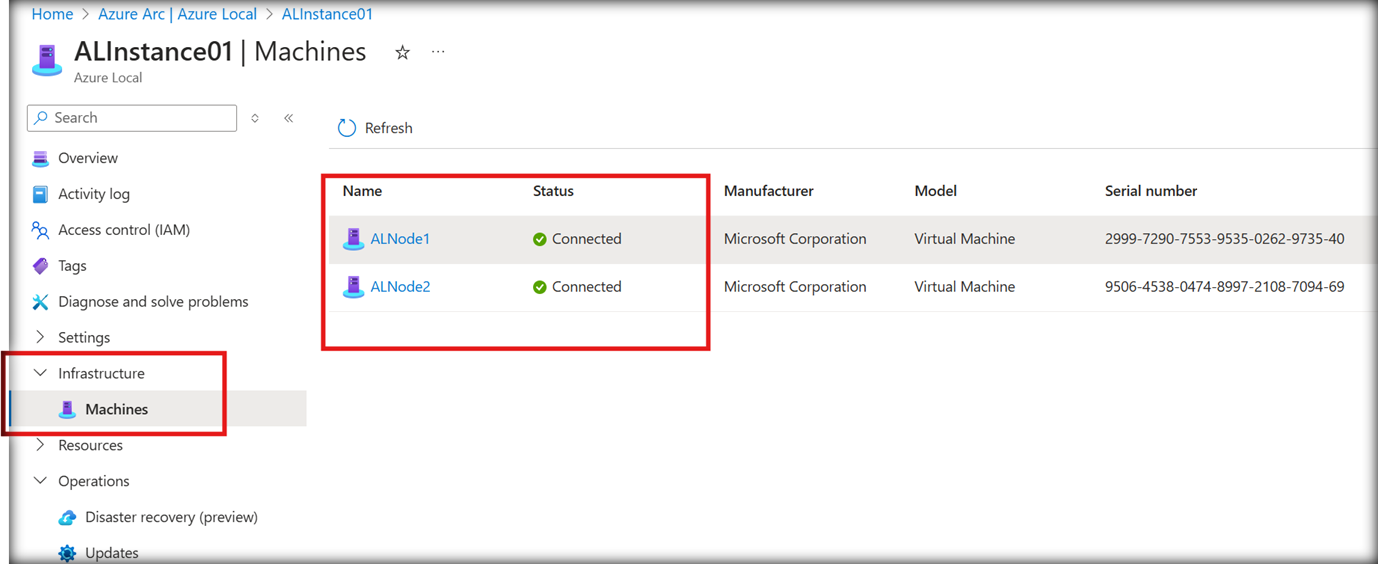 Home > Azure Arc | Azure Local > ALInstance01
ALInstance01 | Machines
Azure Local
Search
Refresh
Overview
Activity log
Access control (IAM)
Tags
Diagnose and solve problems
Settings
Infrastructure
Machines
Resources
Operations
Disaster recovery (preview)
Updates
Name Status Manufacturer Model Serial number
ALNode1 Connected Microsoft Corporation Virtual Machine 2999-7290-7553-9535-0262-9735-40
ALNode2 Connected Microsoft Corporation Virtual Machine 9506-4538-0474-8997-2108-7094-69